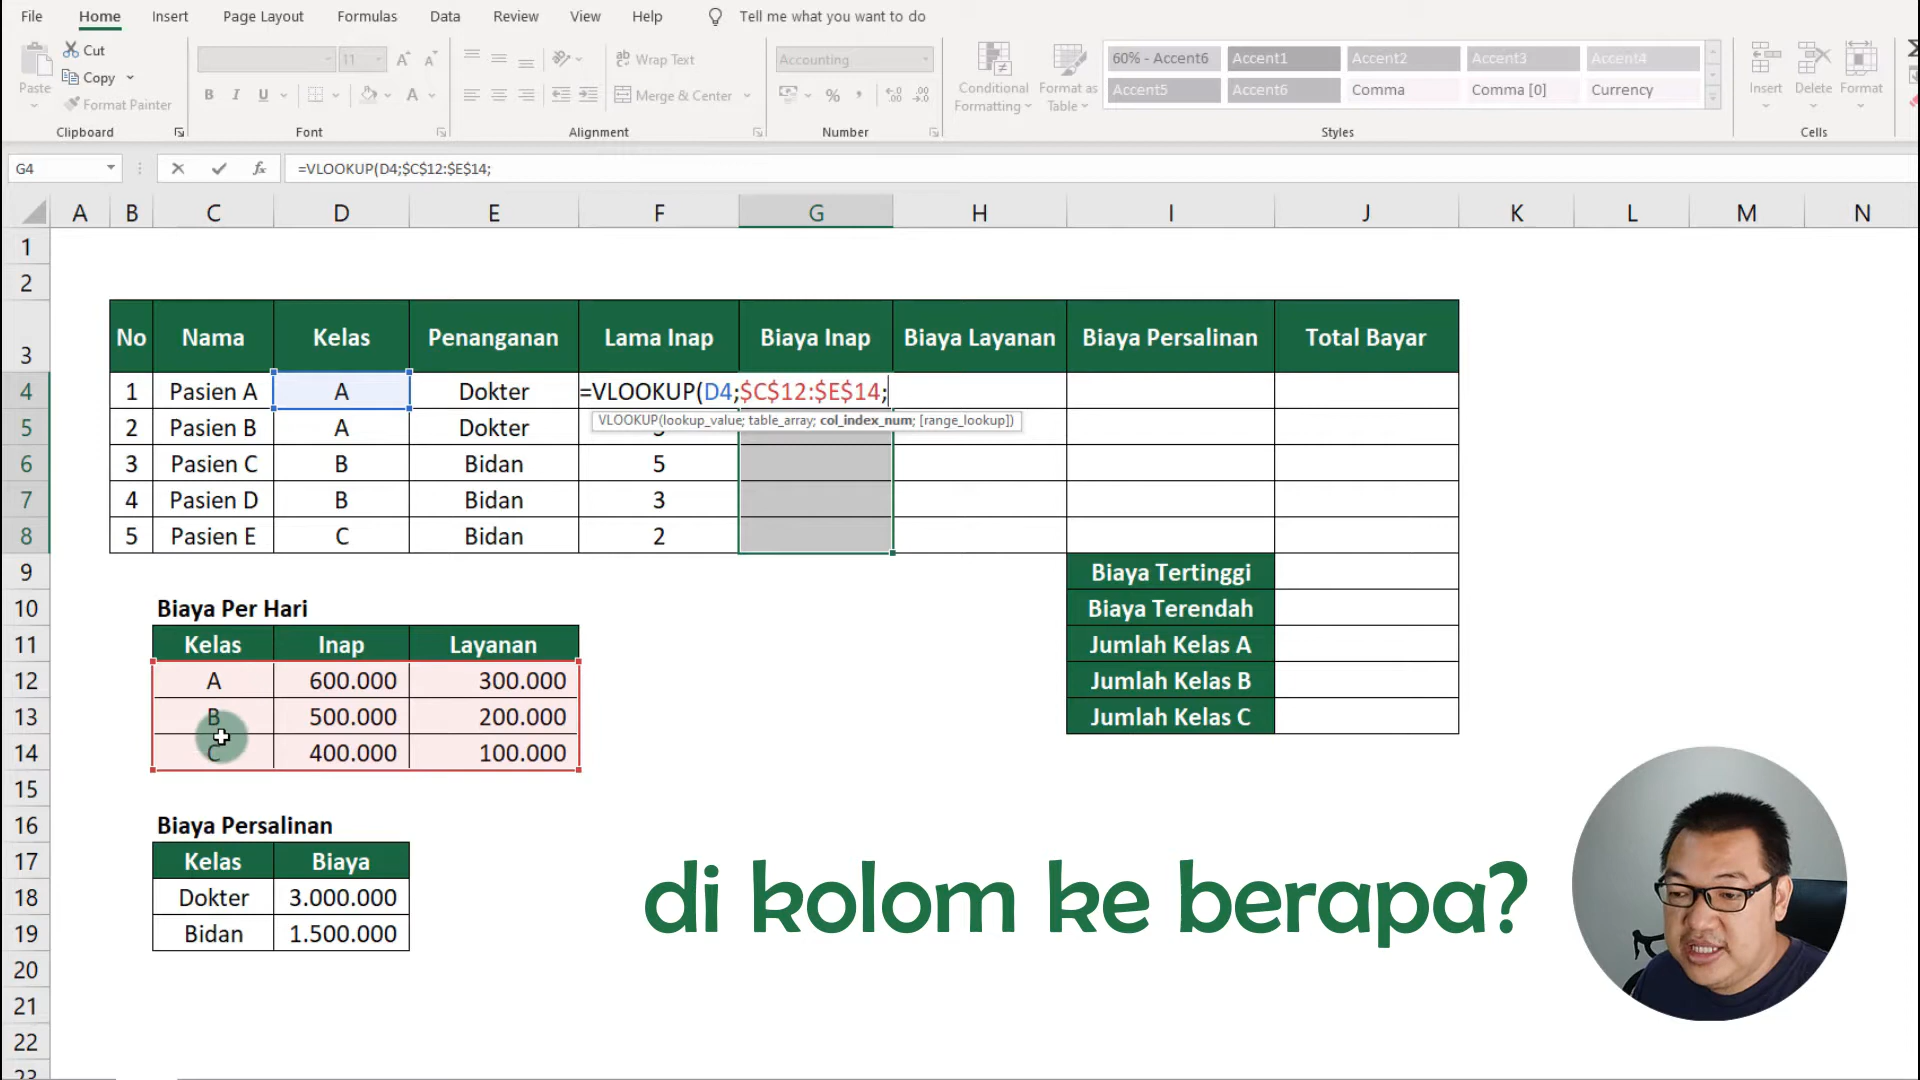 File Home Insert Page Layout Formulas Data Review View Help Tell me what you want to do
Paste Cut Copy Format Painter
11
B I U A
Wrap Text
Merge & Center
Accounting
%
Conditional Formatting
Format as Table
60% - Accent6 Accent1 Accent2 Accent3 Accent4
Accent5 Accent6 Comma Comma [0] Currency
Insert Delete Format
Clipboard Font Alignment Number Styles Cells
G4 fx =VLOOKUP(D4;$C$12:$E$14;
A B C D E F G H I J K L M N
1
2
3 No Nama Kelas Penanganan Lama Inap Biaya Inap Biaya Layanan Biaya Persalinan Total Bayar
4 1 Pasien A A Dokter =VLOOKUP(D4;$C$12:$E$14;
VLOOKUP(lookup_value; table_array; col_index_num; [range_lookup])
5 2 Pasien B A Dokter
6 3 Pasien C B Bidan 5
7 4 Pasien D B Bidan 3
8 5 Pasien E C Bidan 2
9 Biaya Tertinggi
10 Biaya Per Hari Biaya Terendah
11 Kelas Inap Layanan Jumlah Kelas A
12 A 600.000 300.000 Jumlah Kelas B
13 B 500.000 200.000 Jumlah Kelas C
14 C 400.000 100.000
15
16 Biaya Persalinan
17 Kelas Biaya
18 Dokter 3.000.000
19 Bidan 1.500.000
di kolom ke berapa?
20
21
22
23